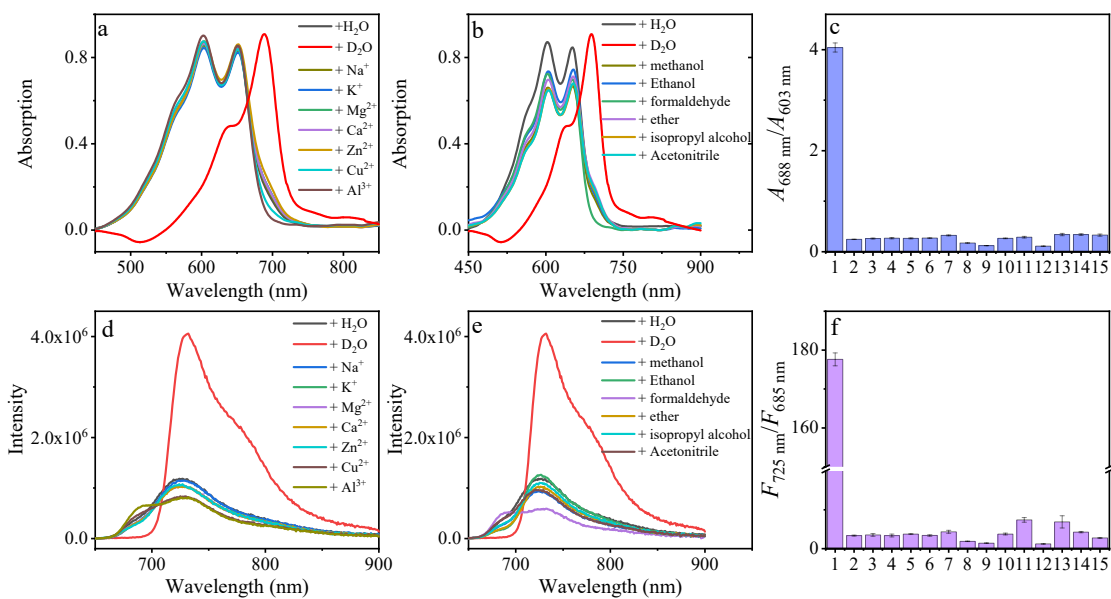 a
+H₂O
+ D₂O
+ Na⁺
+ K⁺
+ Mg²⁺
+ Ca²⁺
+ Zn²⁺
+ Cu²⁺
+ Al³⁺
0.8
0.4
0.0
Absorption
450 500 600 700 800
Wavelength (nm)
b
+ H₂O
+ D₂O
+ methanol
+ Ethanol
+ formaldehyde
+ ether
+ isopropyl alcohol
+ Acetonitrile
0.8
0.4
0.0
Absorption
450 600 750 900
Wavelength (nm)
c
4
2
0
A₆₈₈ ₙₘ/A₆₀₃ ₙₘ
1 2 3 4 5 6 7 8 9 10 11 12 13 14 15
d
+ H₂O
+ D₂O
+ Na⁺
+ K⁺
+ Mg²⁺
+ Ca²⁺
+ Zn²⁺
+ Cu²⁺
+ Al³⁺
4.0x10⁶
2.0x10⁶
0.0
Intensity
700 800 900
Wavelength (nm)
e
+ H₂O
+ D₂O
+ methanol
+ Ethanol
+ formaldehyde
+ ether
+ isopropyl alcohol
+ Acetonitrile
4.0x10⁶
2.0x10⁶
0.0
Intensity
700 800 900
Wavelength (nm)
f
180
160
0
F₇₂₅ ₙₘ/F₆₈₅ ₙₘ
1 2 3 4 5 6 7 8 9 10 11 12 13 14 15